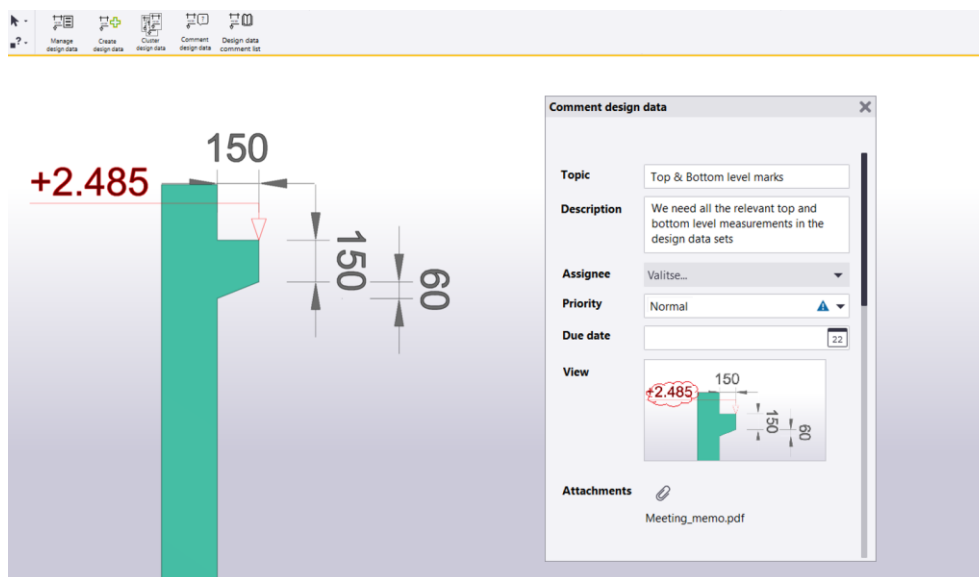 Manage
design data
Create
design data
Cluster
design data
Comment
design data
Design data
comment list
?
150
+2.485
150
60
Comment design data
Topic
Top & Bottom level marks
Description
We need all the relevant top and
bottom level measurements in the
design data sets
Assignee
Valitse...
Priority
Normal
Due date
22
View
150
+2.485
150
60
Attachments
Meeting_memo.pdf